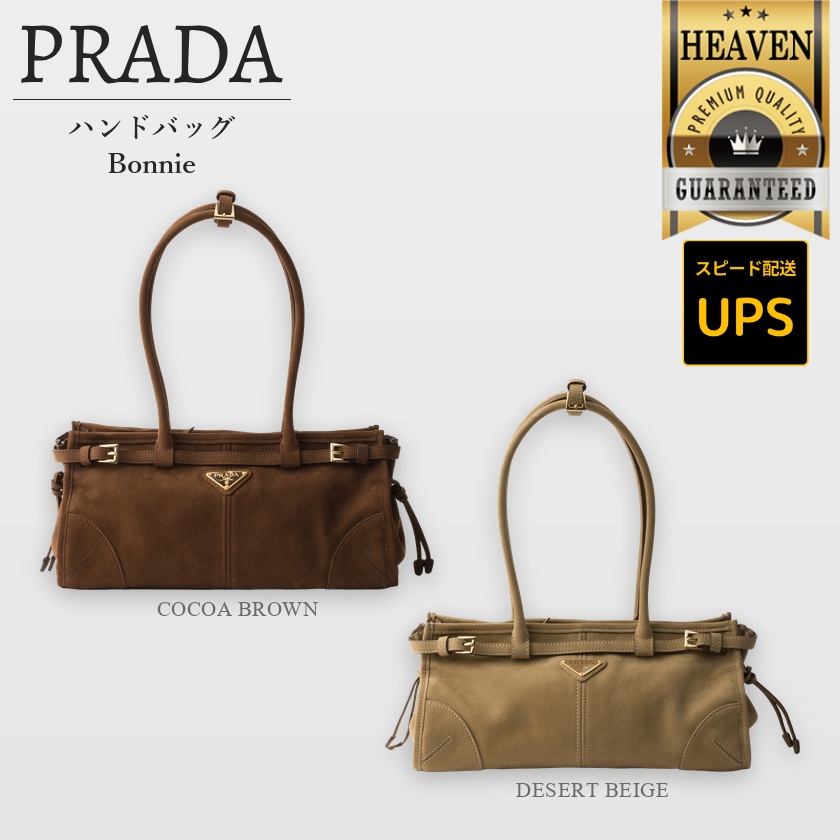 PRADA
ハンドバッグ
Bonnie
HEAVEN
PREMIUM QUALITY
GUARANTEED
スピード配送
UPS
PRADA
COCOA BROWN
DESERT BEIGE